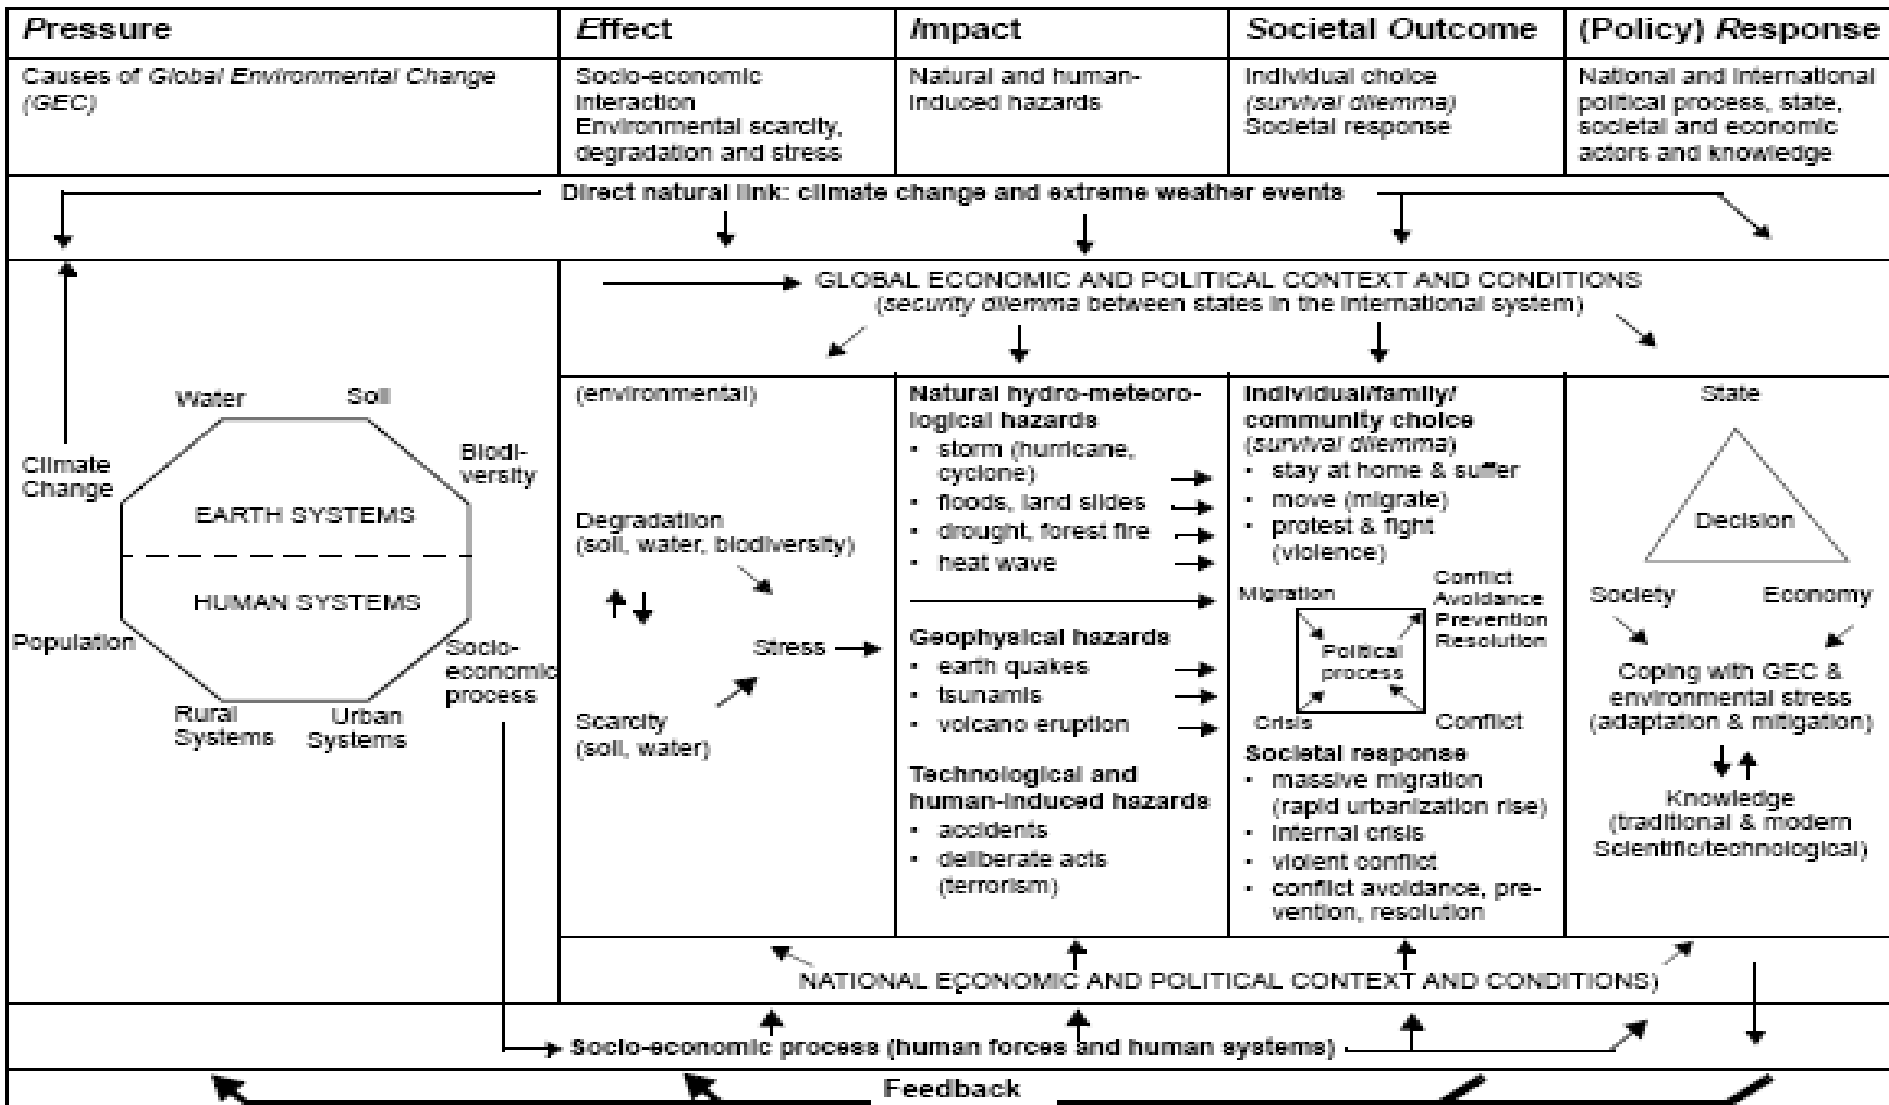 Pressure
Effect
Impact
Societal Outcome
(Policy) Response
Causes of Global Environmental Change
(GEC)
Socio-economic
interaction
Environmental scarcity,
degradation and stress
Natural and human-
induced hazards
Individual choice
(survival dilemma)
Societal response
National and international
political process, state,
societal and economic
actors and knowledge
Direct natural link: climate change and extreme weather events
GLOBAL ECONOMIC AND POLITICAL CONTEXT AND CONDITIONS
(security dilemma between states in the international system)
Water
Soil
Climate
Change
Biodi-
versity
EARTH SYSTEMS
HUMAN SYSTEMS
Population
Socio-
economic
process
Rural
Systems
Urban
Systems
(environmental)
Degradatiion
(soil, water, biodiversity)
Stress
Scarcity
(soil, water)
Natural hydro-meteoro-
logical hazards
• storm (hurricane,
cyclone)
• floods, land slides
• drought, forest fire
• heat wave
Geophysical hazards
• earth quakes
• tsunamis
• volcano eruption
Technological and
human-induced hazards
• accidents
• deliberate acts
(terrorism)
Individual/family/
community choice
(survival dilemma)
• stay at home & suffer
• move (migrate)
• protest & fight
(violence)
Migration
Conflict
Avoidance
Prevention
Resolution
Political
process
Crisis
Conflict
Societal response
• massive migration
(rapid urbanization rise)
• internal crisis
• violent conflict
• conflict avoidance, pre-
vention, resolution
State
Decision
Society
Economy
Coping with GEC &
environmental stress
(adaptation & mitigation)
Knowledge
(traditional & modern
Scientific/technological)
NATIONAL ECONOMIC AND POLITICAL CONTEXT AND CONDITIONS)
Socio-economic process (human forces and human systems)
Feedback